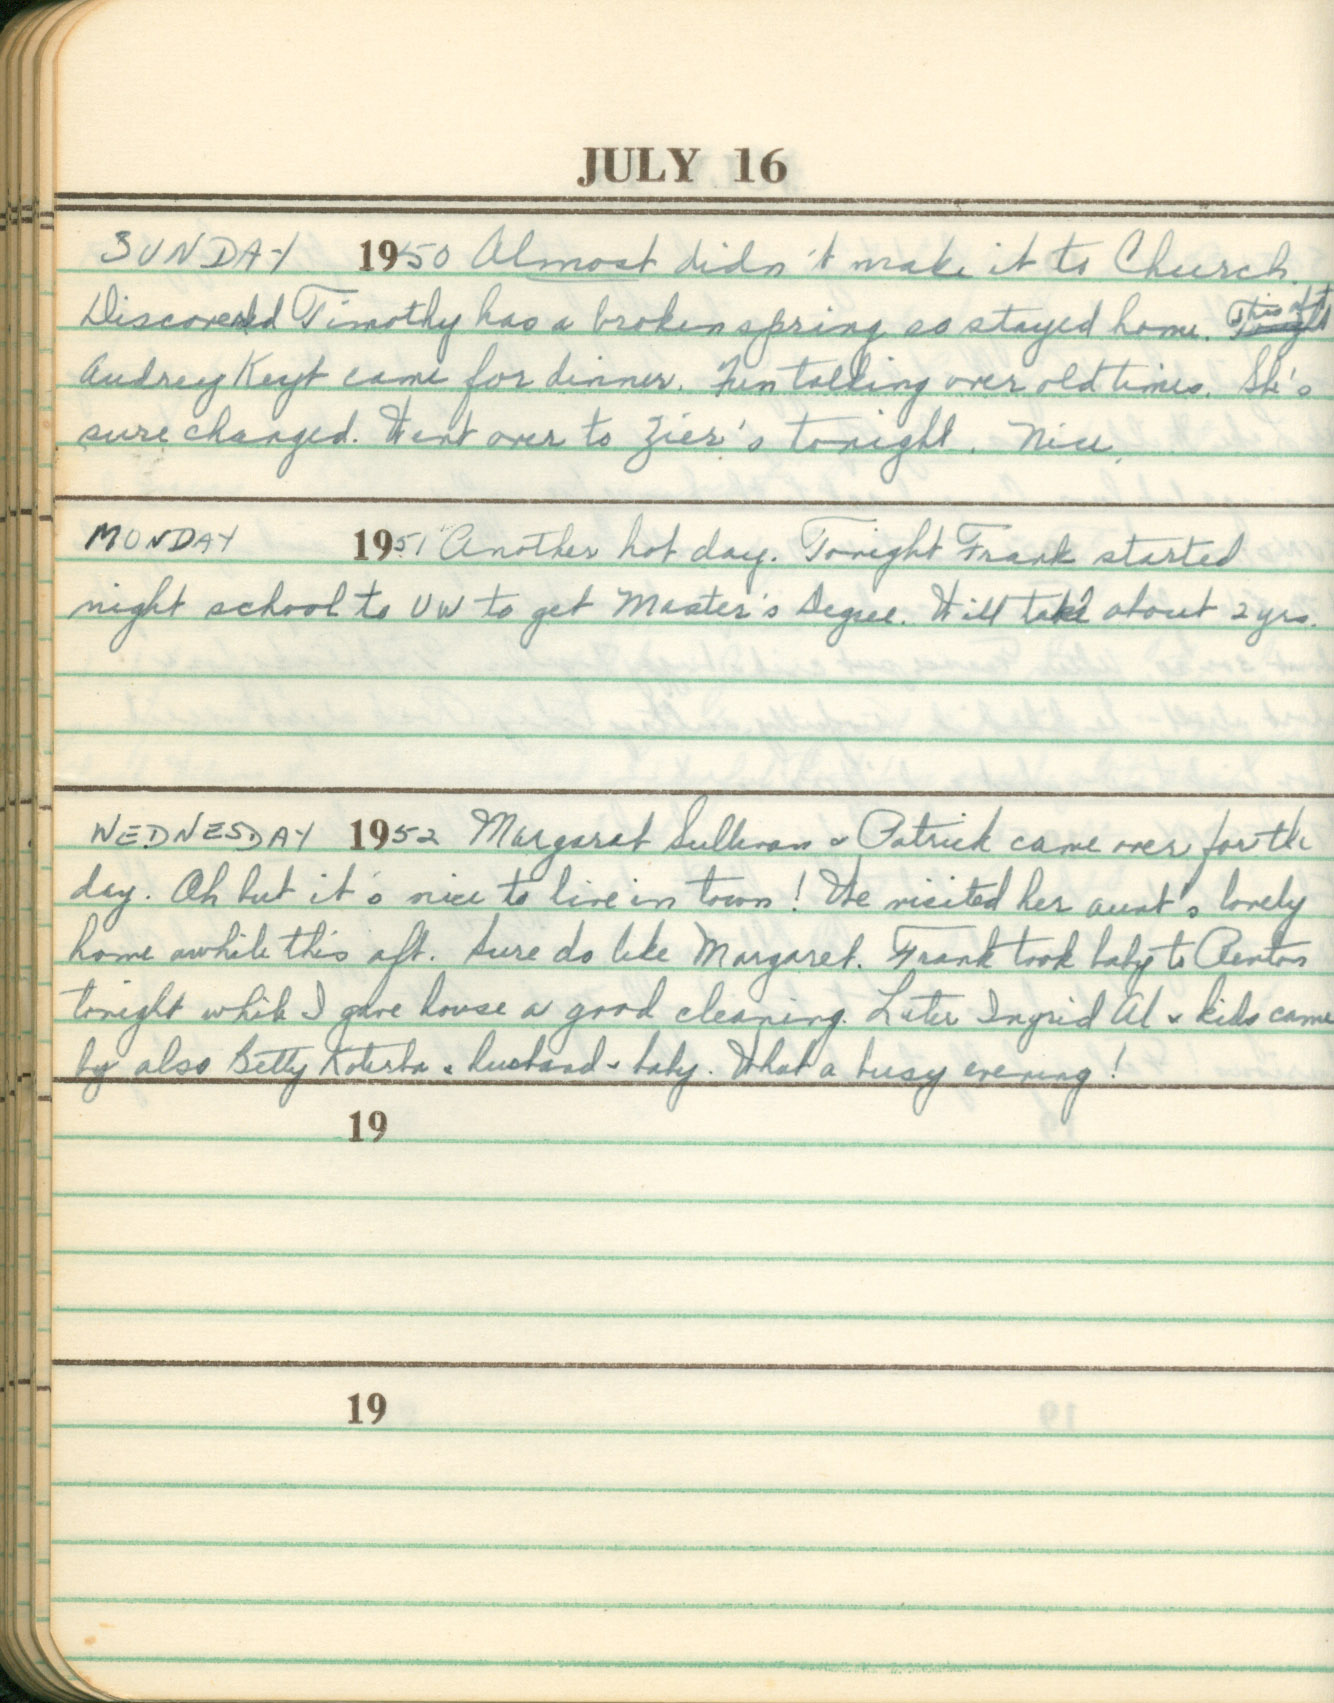 JULY 16
SUNDAY 1950 Almost didn't make it to Church.
Discovered Timothy has a broken spring so stayed home. This aft
Audrey Keyt came for dinner. Fun talking over old times. She's
sure changed. Went over to Zier's tonight. Nice.
MONDAY 1951 Another hot day. Tonight Frank started
night school to UW to get Master's Degree. Will take about 2 yrs.
WEDNESDAY 1952 Margaret Sullivan & Patrick came over for the
day. Oh but it's nice to live in town! We visited her aunt's lovely
home awhile this aft. Sure do like Margaret. Frank took baby to Renton
tonight while I gave house a good cleaning. Later Ingrid Al & kids came
by also Betty Koterba & husband & baby. What a busy evening!
19
19